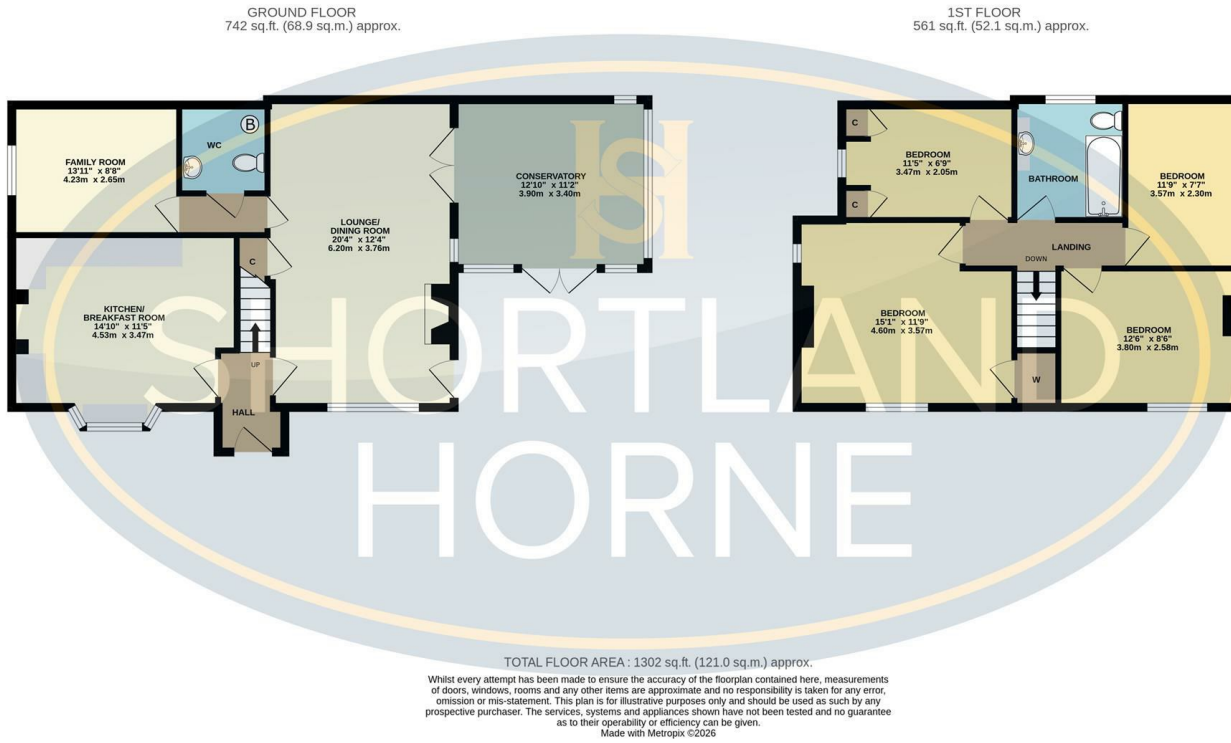 GROUND FLOOR
742 sq.ft. (68.9 sq.m.) approx.
1ST FLOOR
561 sq.ft. (52.1 sq.m.) approx.
FAMILY ROOM
13'11" x 8'8"
4.23m x 2.65m
WC
B
LOUNGE/
DINING ROOM
20'4" x 12'4"
6.20m x 3.76m
CONSERVATORY
12'10" x 11'2"
3.90m x 3.40m
C
KITCHEN/
BREAKFAST ROOM
14'10" x 11'5"
4.53m x 3.47m
UP
HALL
C
BEDROOM
11'5" x 6'9"
3.47m x 2.05m
C
BATHROOM
BEDROOM
11'9" x 7'7"
3.57m x 2.30m
LANDING
DOWN
BEDROOM
15'1" x 11'9"
4.60m x 3.57m
BEDROOM
12'6" x 8'6"
3.80m x 2.58m
W
SH
SHORTLAND
HORNE
TOTAL FLOOR AREA : 1302 sq.ft. (121.0 sq.m.) approx.
Whilst every attempt has been made to ensure the accuracy of the floorplan contained here, measurements
of doors, windows, rooms and any other items are approximate and no responsibility is taken for any error,
omission or mis-statement. This plan is for illustrative purposes only and should be used as such by any
prospective purchaser. The services, systems and appliances shown have not been tested and no guarantee
as to their operability or efficiency can be given.
Made with Metropix ©2026